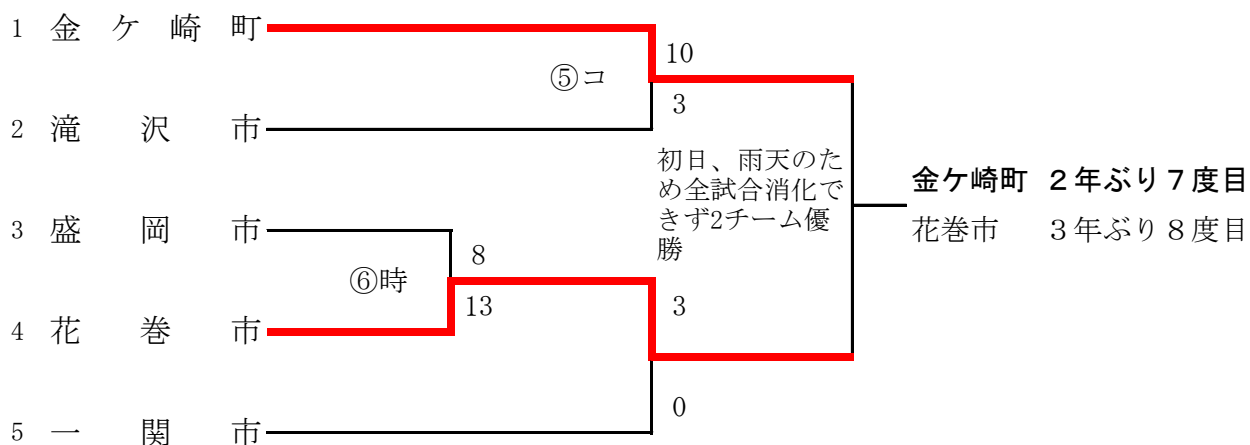 1 金ケ崎町
10
⑤コ
3
2 滝沢市
初日、雨天のた
め全試合消化で
きず2チーム優
勝
金ケ崎町 ２年ぶり７度目
花巻市 ３年ぶり８度目
3 盛岡市
8
⑥時
13
3
4 花巻市
0
5 一関市